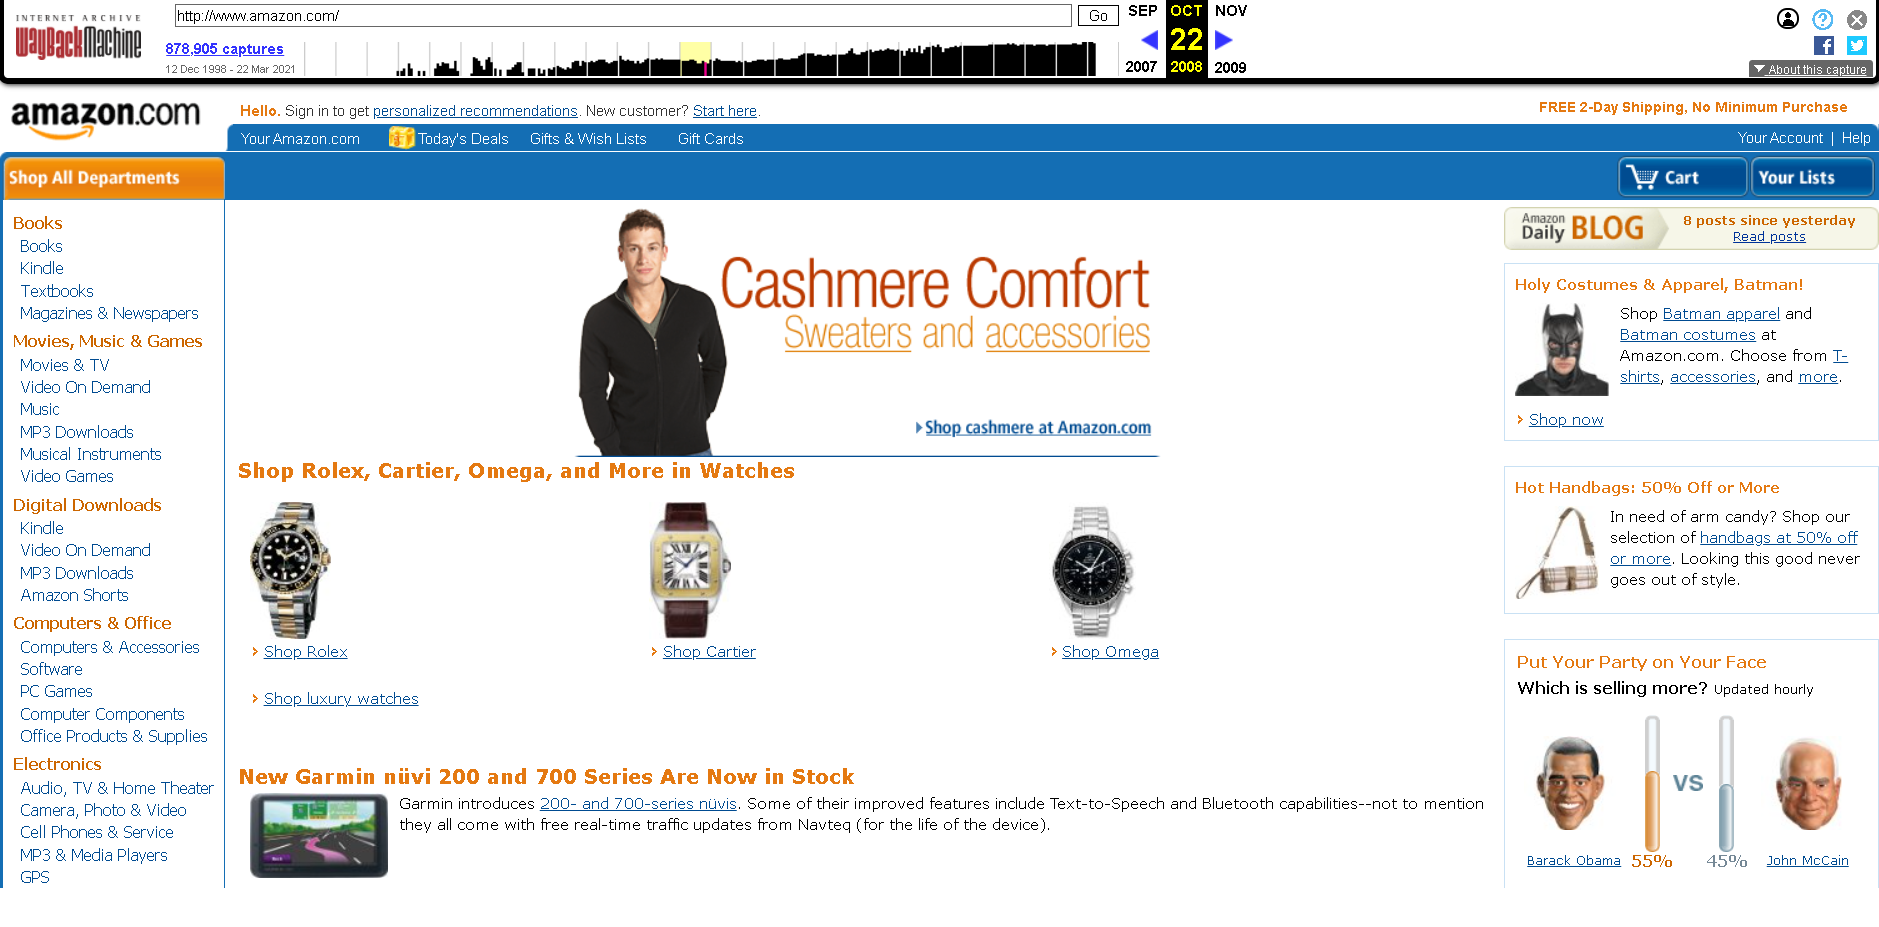 INTERNET ARCHIVE
WayBackMachine
http://www.amazon.com/
Go
SEP OCT NOV
22
2007 2008 2009
878,905 captures
12 Dec 1998 - 22 Mar 2021
About this capture
amazon.com
Hello. Sign in to get personalized recommendations. New customer? Start here.
FREE 2-Day Shipping, No Minimum Purchase
Your Amazon.com
Today's Deals
Gifts & Wish Lists
Gift Cards
Your Account | Help
Shop All Departments
Cart
Your Lists
Books
Books
Kindle
Textbooks
Magazines & Newspapers
Movies, Music & Games
Movies & TV
Video On Demand
Music
MP3 Downloads
Musical Instruments
Video Games
Digital Downloads
Kindle
Video On Demand
MP3 Downloads
Amazon Shorts
Computers & Office
Computers & Accessories
Software
PC Games
Computer Components
Office Products & Supplies
Electronics
Audio, TV & Home Theater
Camera, Photo & Video
Cell Phones & Service
MP3 & Media Players
GPS
Cashmere Comfort
Sweaters and accessories
Shop cashmere at Amazon.com
Shop Rolex, Cartier, Omega, and More in Watches
Shop Rolex
Shop Cartier
Shop Omega
Shop luxury watches
New Garmin nüvi 200 and 700 Series Are Now in Stock
Garmin introduces 200- and 700-series nüvis. Some of their improved features include Text-to-Speech and Bluetooth capabilities--not to mention
they all come with free real-time traffic updates from Navteq (for the life of the device).
Amazon
Daily BLOG
8 posts since yesterday
Read posts
Holy Costumes & Apparel, Batman!
Shop Batman apparel and
Batman costumes at
Amazon.com. Choose from T-
shirts, accessories, and more.
Shop now
Hot Handbags: 50% Off or More
In need of arm candy? Shop our
selection of handbags at 50% off
or more. Looking this good never
goes out of style.
Put Your Party on Your Face
Which is selling more? Updated hourly
VS
Barack Obama 55% 45% John McCain